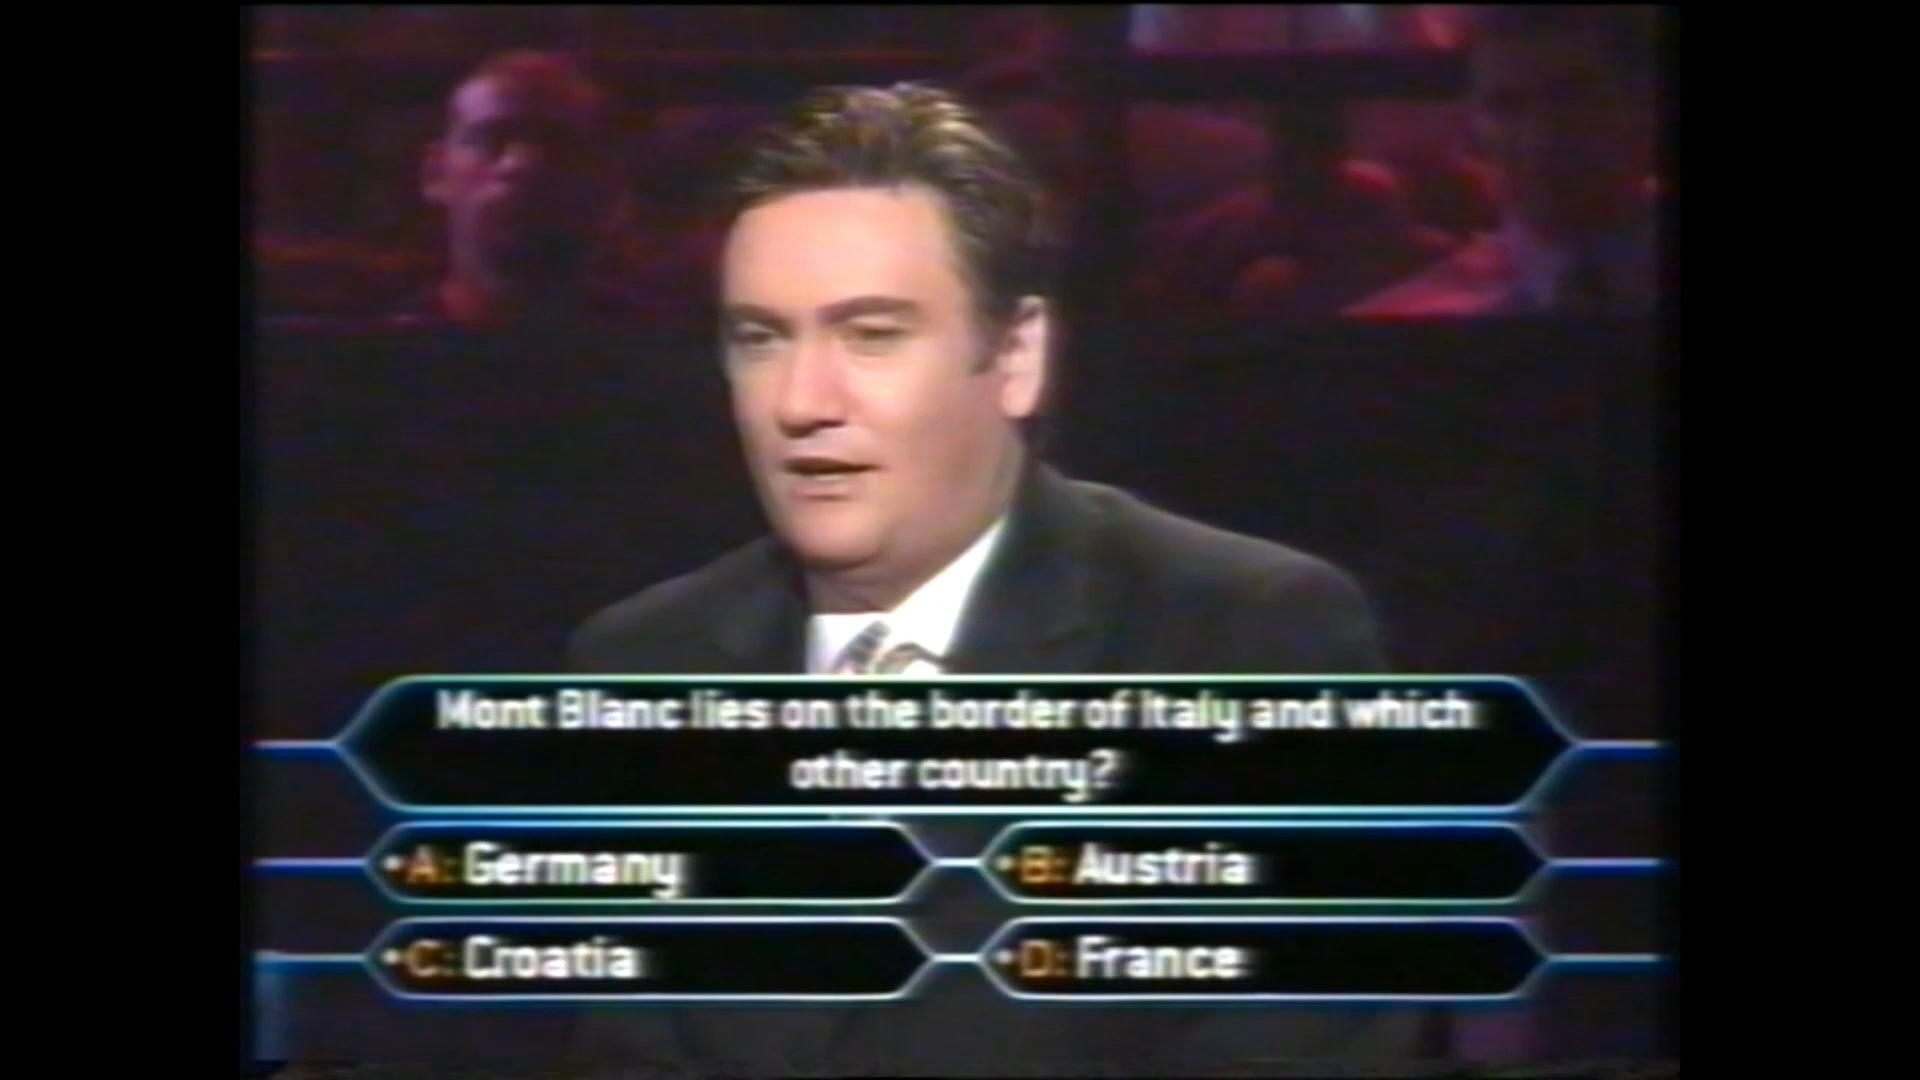 Mont Blanc lies on the border of Italy and which
other country?
•A: Germany
•B: Austria
•C: Croatia
•D: France